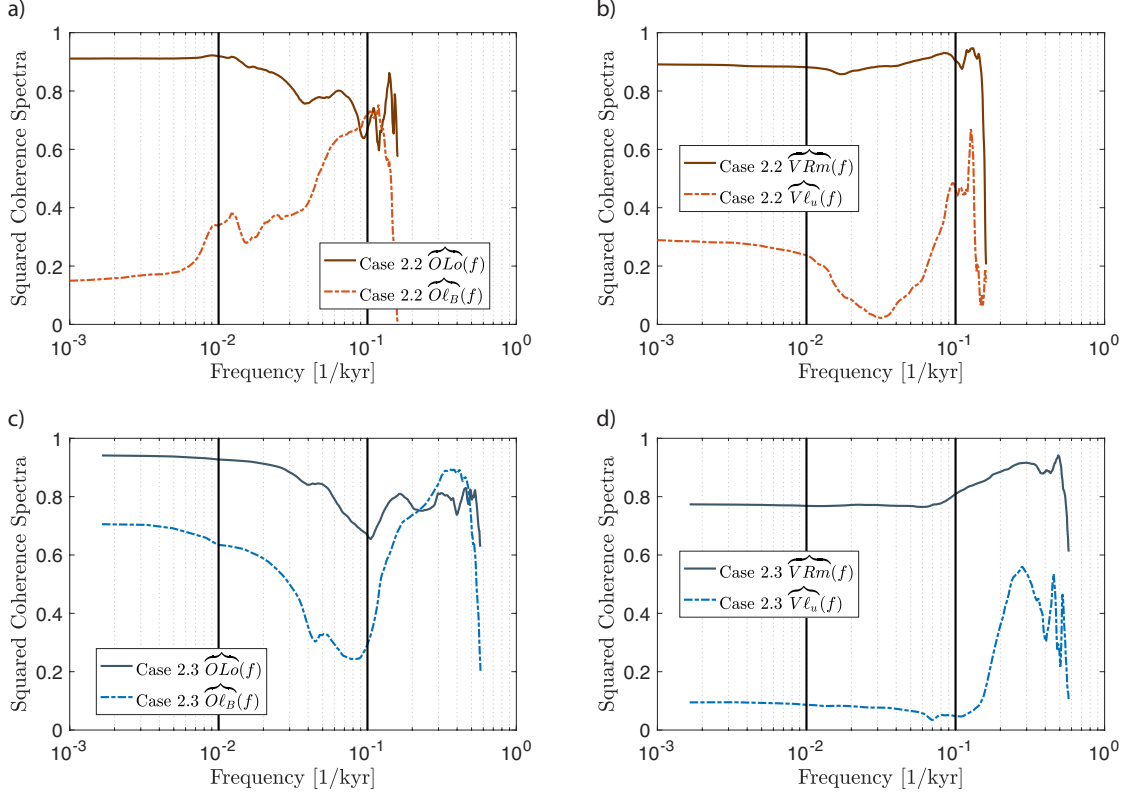 a)
Squared Coherence Spectra
1
0.8
0.6
0.4
0.2
0
10^-3
10^-2
10^-1
10^0
Frequency [1/kyr]
Case 2.2 OLo(f)
Case 2.2 Oℓ_B(f)
b)
Squared Coherence Spectra
1
0.8
0.6
0.4
0.2
0
10^-3
10^-2
10^-1
10^0
Frequency [1/kyr]
Case 2.2 VRm(f)
Case 2.2 Vℓ_u(f)
c)
Squared Coherence Spectra
1
0.8
0.6
0.4
0.2
0
10^-3
10^-2
10^-1
10^0
Frequency [1/kyr]
Case 2.3 OLo(f)
Case 2.3 Oℓ_B(f)
d)
Squared Coherence Spectra
1
0.8
0.6
0.4
0.2
0
10^-3
10^-2
10^-1
10^0
Frequency [1/kyr]
Case 2.3 VRm(f)
Case 2.3 Vℓ_u(f)